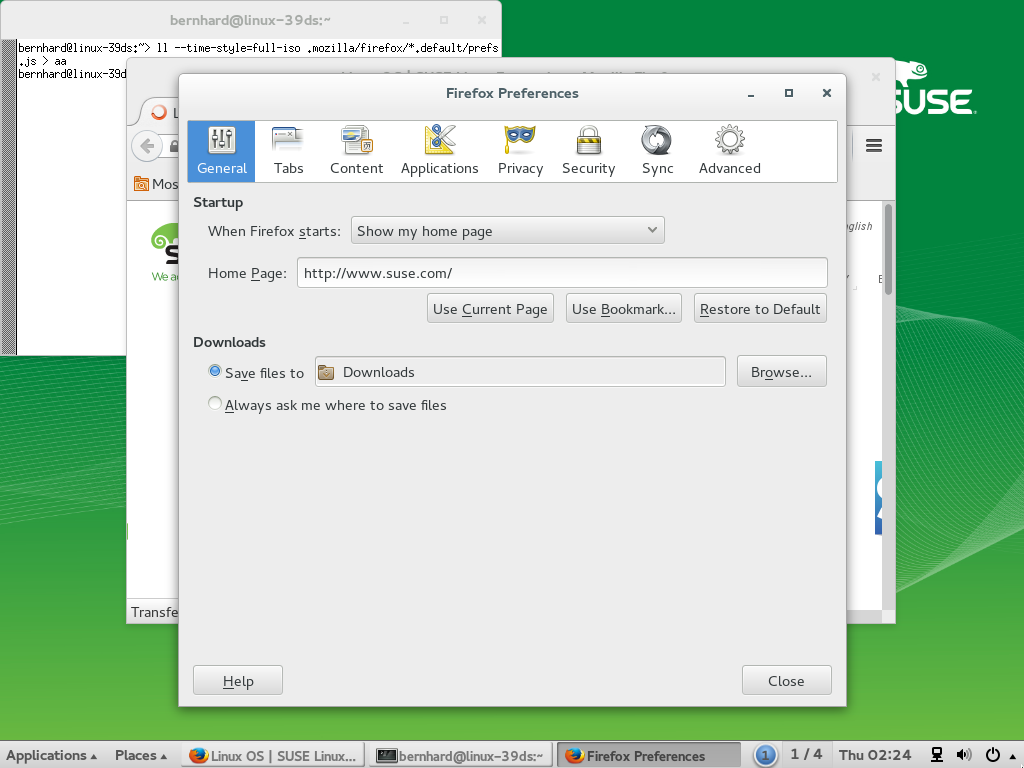 bernhard@linux-39ds:~
bernhard@linux-39ds:~> ll --time-style=full-iso .mozilla/firefox/*.default/prefs
.js > aa
bernhard@linux-39d
SUSE
Firefox Preferences
General Tabs Content Applications Privacy Security Sync Advanced
Mos
nglish
We a
Startup
When Firefox starts: Show my home page
Home Page: http://www.suse.com/
Use Current Page Use Bookmark... Restore to Default
Downloads
Save files to Downloads Browse...
Always ask me where to save files
Transfe
Help Close
Applications Places Linux OS | SUSE Linux... bernhard@linux-39ds:~ Firefox Preferences 1 1 / 4 Thu 02:24